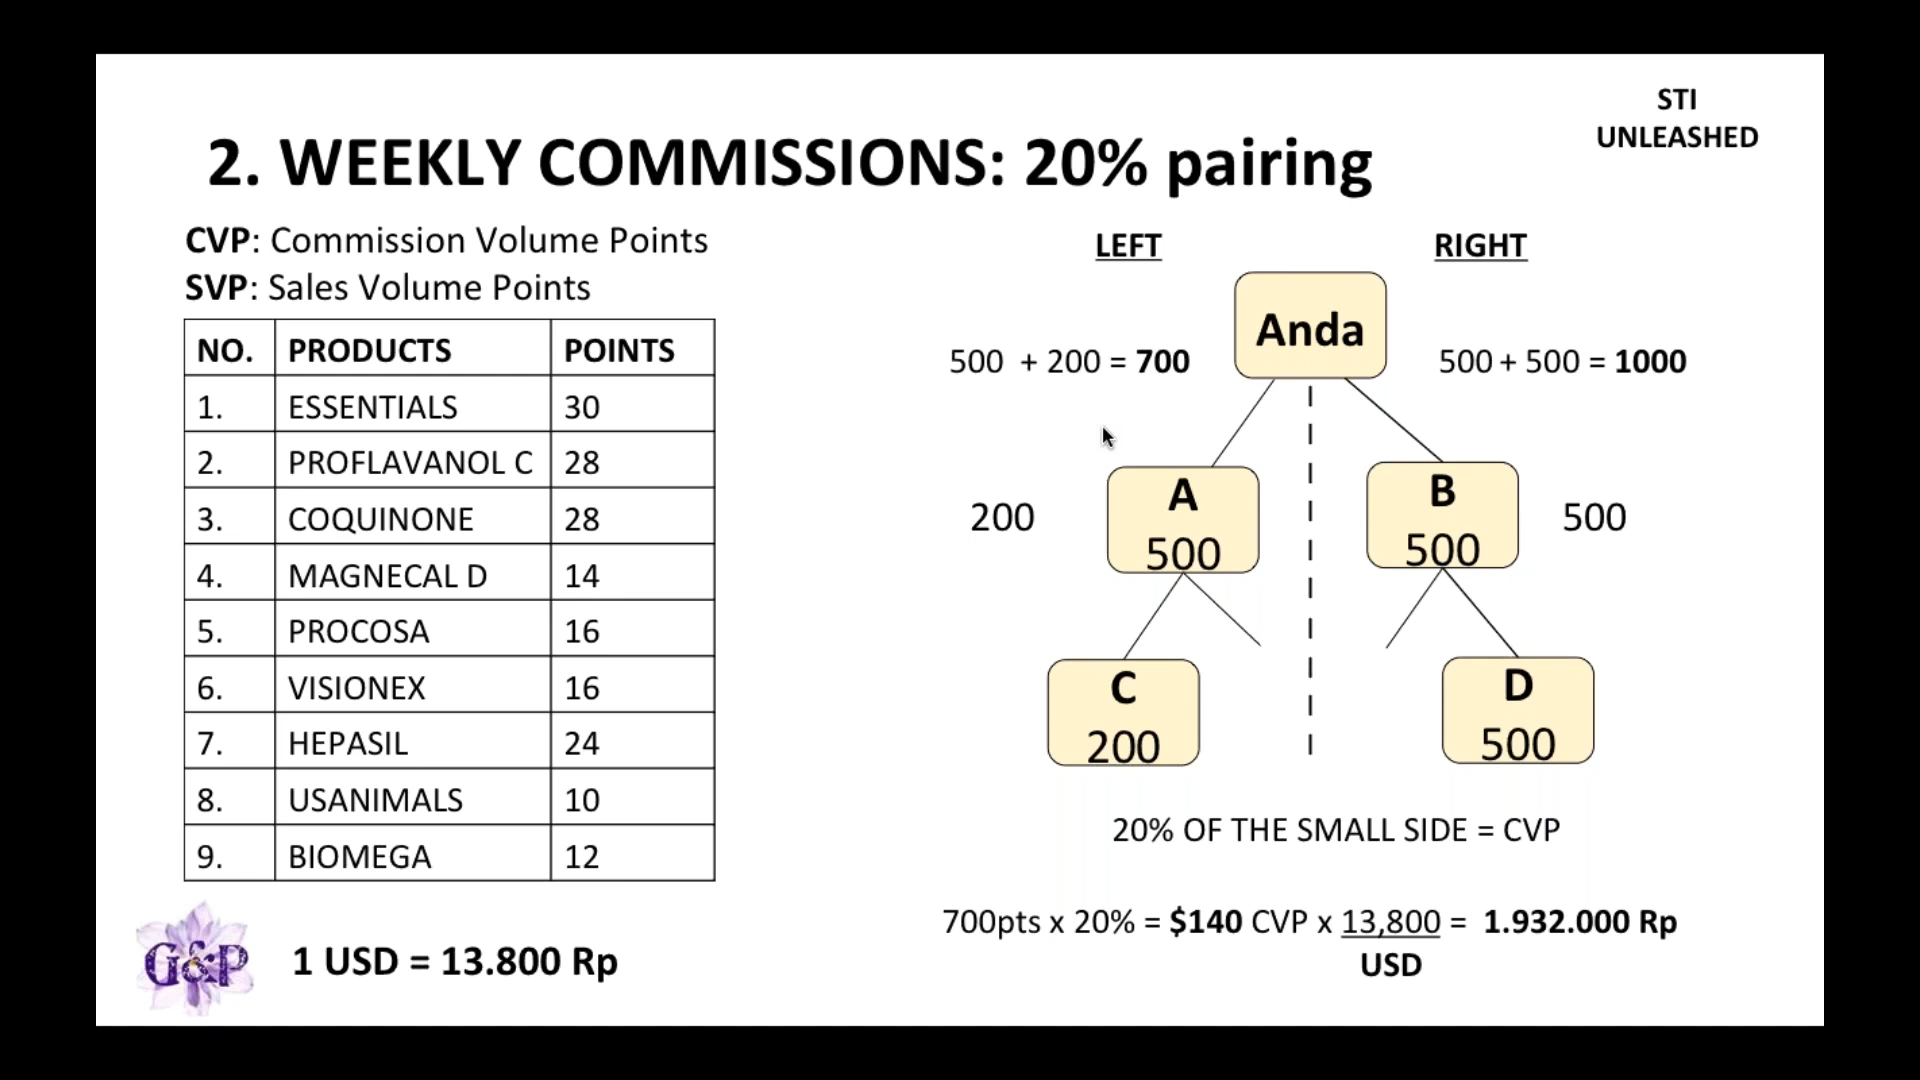 STI
UNLEASHED
2. WEEKLY COMMISSIONS: 20% pairing
CVP: Commission Volume Points
SVP: Sales Volume Points
NO. PRODUCTS POINTS
1. ESSENTIALS 30
2. PROFLAVANOL C 28
3. COQUINONE 28
4. MAGNECAL D 14
5. PROCOSA 16
6. VISIONEX 16
7. HEPASIL 24
8. USANIMALS 10
9. BIOMEGA 12
G&P
1 USD = 13.800 Rp
LEFT RIGHT
Anda
500 + 200 = 700 500 + 500 = 1000
200 A B 500
500 500
C D
200 500
20% OF THE SMALL SIDE = CVP
700pts x 20% = $140 CVP x 13,800 = 1.932.000 Rp
USD